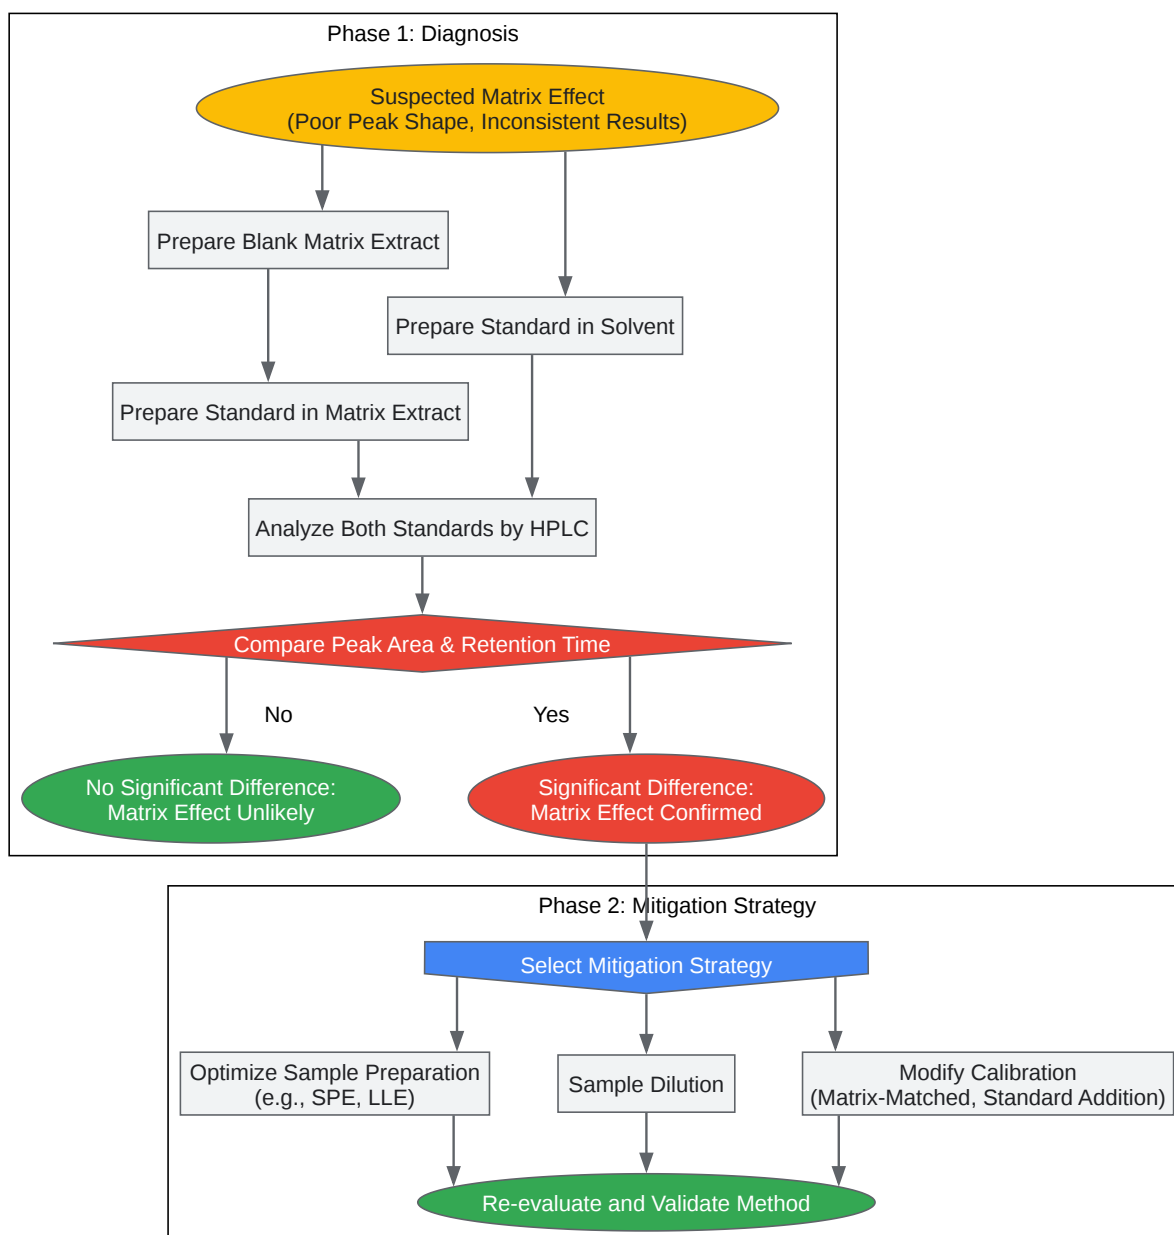 Phase 1: Diagnosis
Suspected Matrix Effect
(Poor Peak Shape, Inconsistent Results)
Prepare Blank Matrix Extract
Prepare Standard in Solvent
Prepare Standard in Matrix Extract
Analyze Both Standards by HPLC
Compare Peak Area & Retention Time
No
Yes
No Significant Difference:
Matrix Effect Unlikely
Significant Difference:
Matrix Effect Confirmed
Phase 2: Mitigation Strategy
Select Mitigation Strategy
Optimize Sample Preparation
(e.g., SPE, LLE)
Sample Dilution
Modify Calibration
(Matrix-Matched, Standard Addition)
Re-evaluate and Validate Method